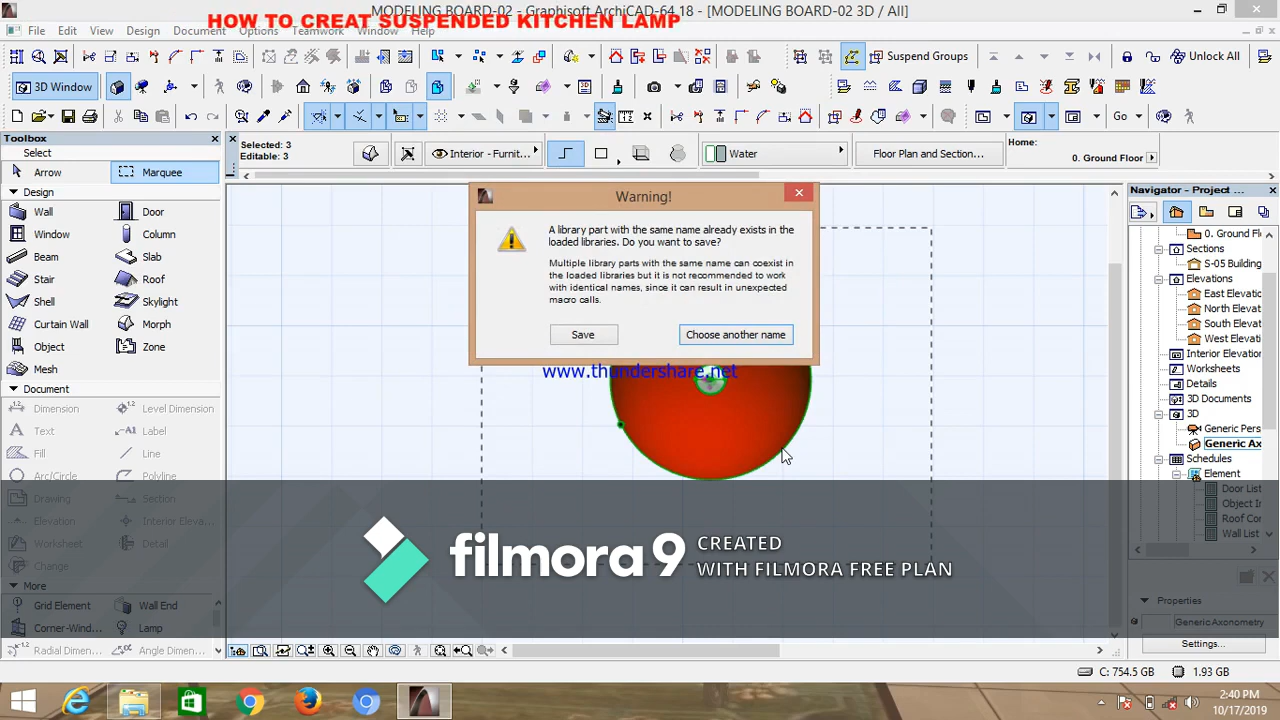 MODELING BOARD-02 - Graphisoft ArchiCAD-64 18 - [MODELING BOARD-02 3D / All]
HOW TO CREAT SUSPENDED KITCHEN LAMP
File Edit View Design Document Options Teamwork Window Help
Suspend Groups
Unlock All
3D Window
Go
Toolbox
Select
Arrow
Marquee
Design
Wall
Door
Window
Column
Beam
Slab
Stair
Roof
Shell
Skylight
Curtain Wall
Morph
Object
Zone
Mesh
Document
Dimension
Level Dimension
Text
Label
Fill
Line
Arc/Circle
Polyline
Drawing
Section
Elevation
Interior Elevati...
Worksheet
Detail
Change
More
Grid Element
Wall End
Corner-Wind...
Lamp
Radial Dimen...
Angle Dimen...
Selected: 3
Editable: 3
Interior - Furnit...
Water
Floor Plan and Section...
Home:
0. Ground Floor
Warning!
A library part with the same name already exists in the
loaded libraries. Do you want to save?
Multiple library parts with the same name can coexist in
the loaded libraries but it is not recommended to work
with identical names, since it can result in unexpected
macro calls.
Save
Choose another name
www.thundershare.net
filmora9
CREATED
WITH FILMORA FREE PLAN
Navigator - Project ...
0. Ground Fl
Sections
S-05 Building
Elevations
East Elevatio
North Elevat
South Elevat
West Elevati
Interior Elevation
Worksheets
Details
3D Documents
3D
Generic Pers
Generic Ax
Schedules
Element
Door List
Object In
Roof Cor
Wall List
Properties
Generic Axonometry
Settings...
C: 754.5 GB
1.93 GB
2:40 PM
10/17/2019